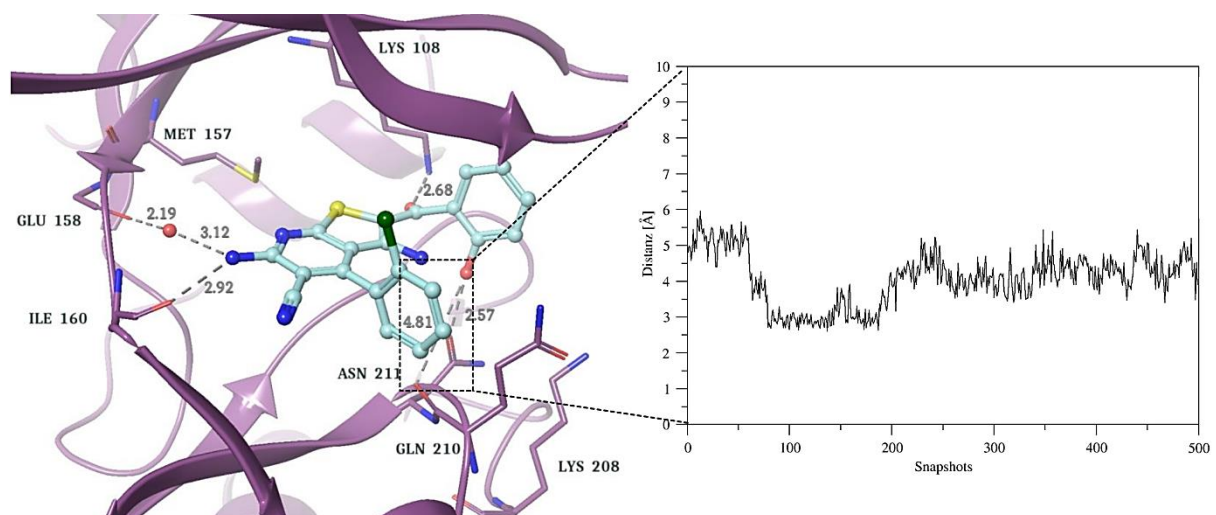 LYS 108
MET 157
GLU 158
2.19
3.12
2.68
2.92
ILE 160
4.81
2.57
ASN 211
GLN 210
LYS 208
10
9
8
7
6
5
4
3
2
1
0
Distanz [Å]
0 100 200 300 400 500
Snapshots